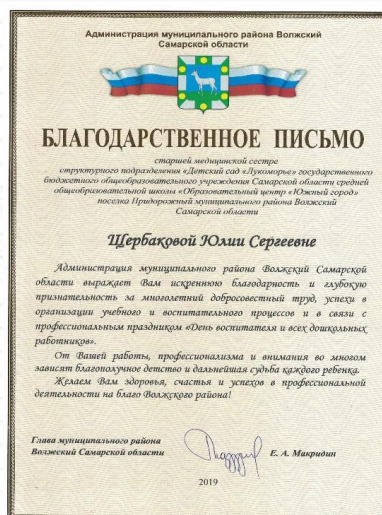 Администрация муниципального района Волжский
Самарской области
БЛАГОДАРСТВЕННОЕ ПИСЬМО
старшей медицинской сестре
структурного подразделения «Детский сад «Лукоморье» государственного
бюджетного общеобразовательного учреждения Самарской области средней
общеобразовательной школы «Образовательный центр «Южный город»
поселка Придорожный муниципального района Волжский
Самарской области
Щербаковой Юлии Сергеевне
Администрация муниципального района Волжский Самарской
области выражает Вам искреннюю благодарность и глубокую
признательность за многолетний добросовестный труд, успехи в
организации учебного и воспитательного процессов и в связи с
профессиональным праздником «День воспитателя и всех дошкольных
работников».
От Вашей работы, профессионализма и внимания во многом
зависят благополучное детство и дальнейшая судьба каждого ребенка.
Желаем Вам здоровья, счастья и успехов в профессиональной
деятельности на благо Волжского района!
Глава муниципального района
Волжский Самарской области
Е. А. Макридин
2019